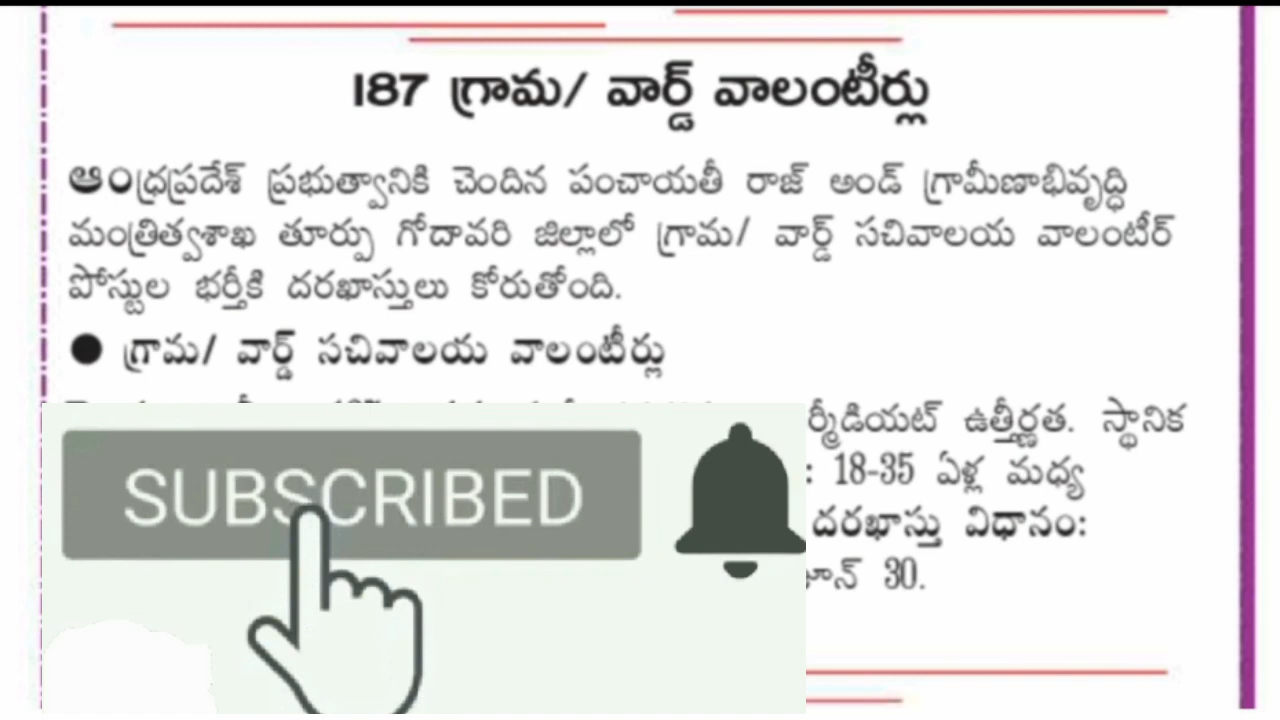 187 గ్రామ/ వార్డ్ వాలంటీర్లు
ఆంధ్రప్రదేశ్ ప్రభుత్వానికి చెందిన పంచాయతీ రాజ్ అండ్ గ్రామీణాభివృద్ధి
మంత్రిత్వశాఖ తూర్పు గోదావరి జిల్లాలో గ్రామ/ వార్డ్ సచివాలయ వాలంటీర్
పోస్టుల భర్తీకి దరఖాస్తులు కోరుతోంది.
● గ్రామ/ వార్డ్ సచివాలయ వాలంటీర్లు
ఉత్తీర్ణత. స్థానిక
: 18-35 ఏళ్ల మధ్య
దరఖాస్తు విధానం:
30.
SUBSCRIBED